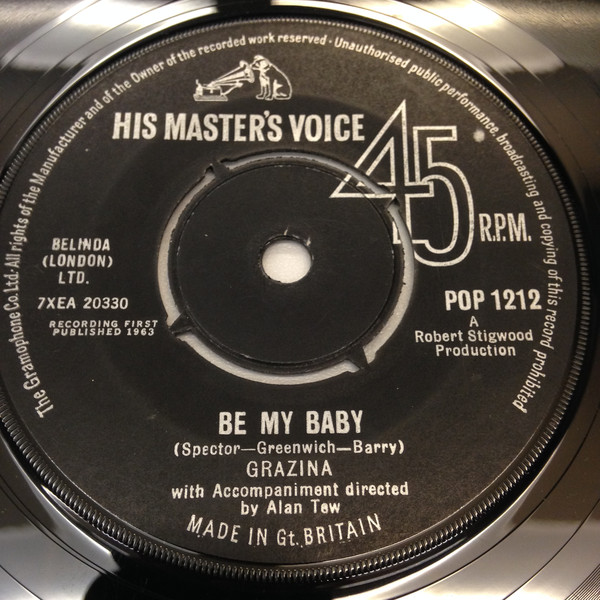 The Gramophone Co. Ltd. All rights of the Manufacturer and of the Owner of the recorded work reserved · Unauthorised public performance, broadcasting and copying of this record prohibited
HIS MASTER'S VOICE
45
R.P.M.
BELINDA
(LONDON)
LTD.
7XEA 20330
RECORDING FIRST
PUBLISHED 1963
POP 1212
A
Robert Stigwood
Production
BE MY BABY
(Spector—Greenwich—Barry)
GRAZINA
with Accompaniment directed
by Alan Tew
MADE IN Gt. BRITAIN